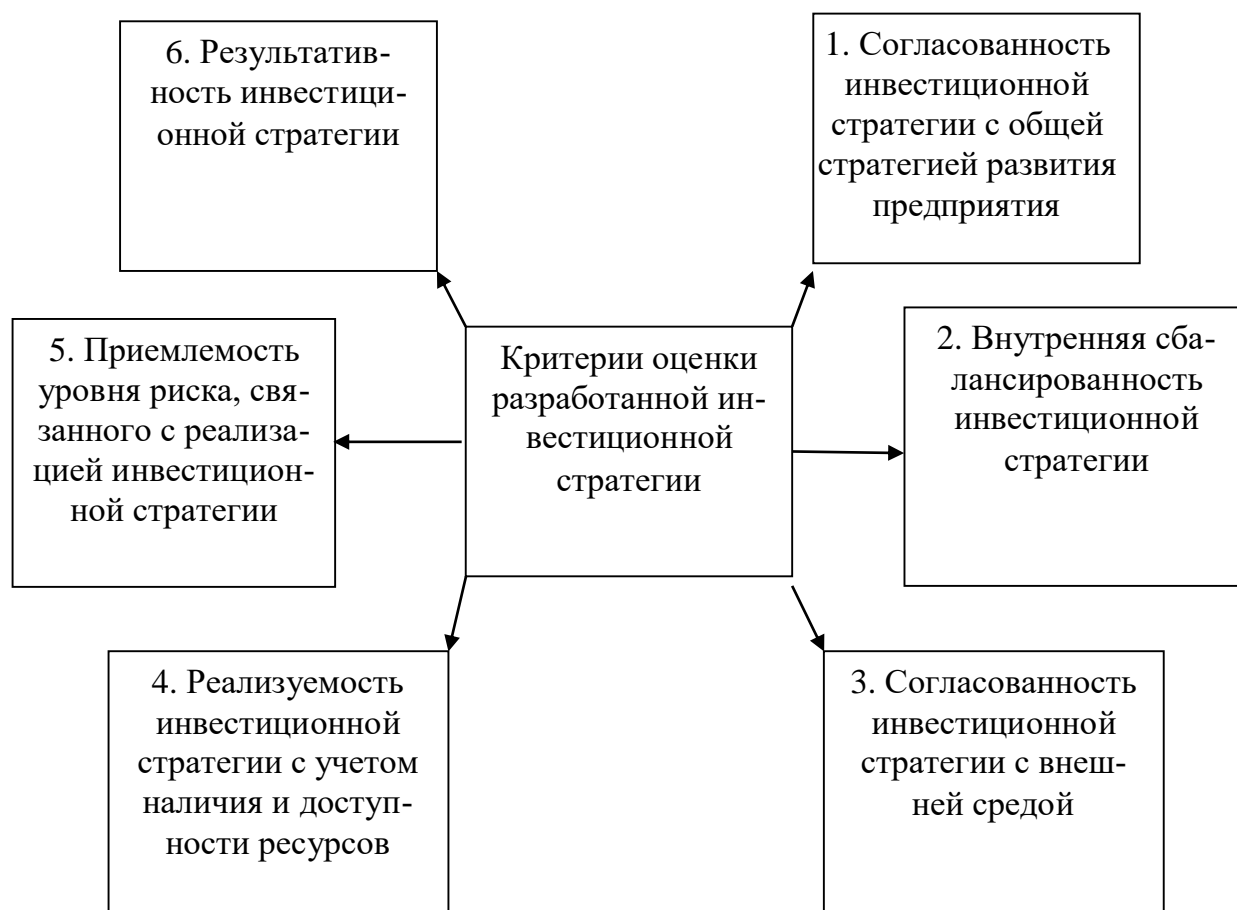 6. Результатив-
ность инвестици-
онной стратегии
1. Согласованность
инвестиционной
стратегии с общей
стратегией развития
предприятия
5. Приемлемость
уровня риска, свя-
занного с реализа-
цией инвестицион-
ной стратегии
Критерии оценки
разработанной ин-
вестиционной
стратегии
2. Внутренняя сба-
лансированность
инвестиционной
стратегии
4. Реализуемость
инвестиционной
стратегии с учетом
наличия и доступ-
ности ресурсов
3. Согласованность
инвестиционной
стратегии с внеш-
ней средой